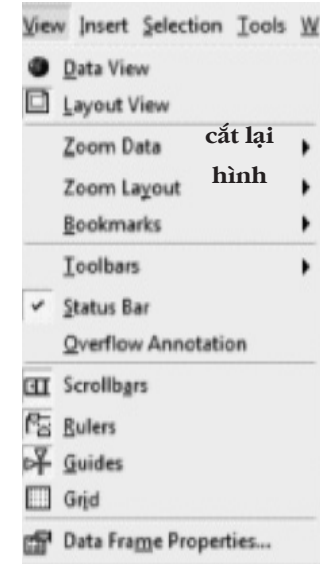 View Insert Selection Tools W
Data View
Layout View
Zoom Data
cắt lại
hình
Zoom Layout
Bookmarks
Toolbars
Status Bar
Overflow Annotation
Scrollbars
Rulers
Guides
Grid
Data Frame Properties...